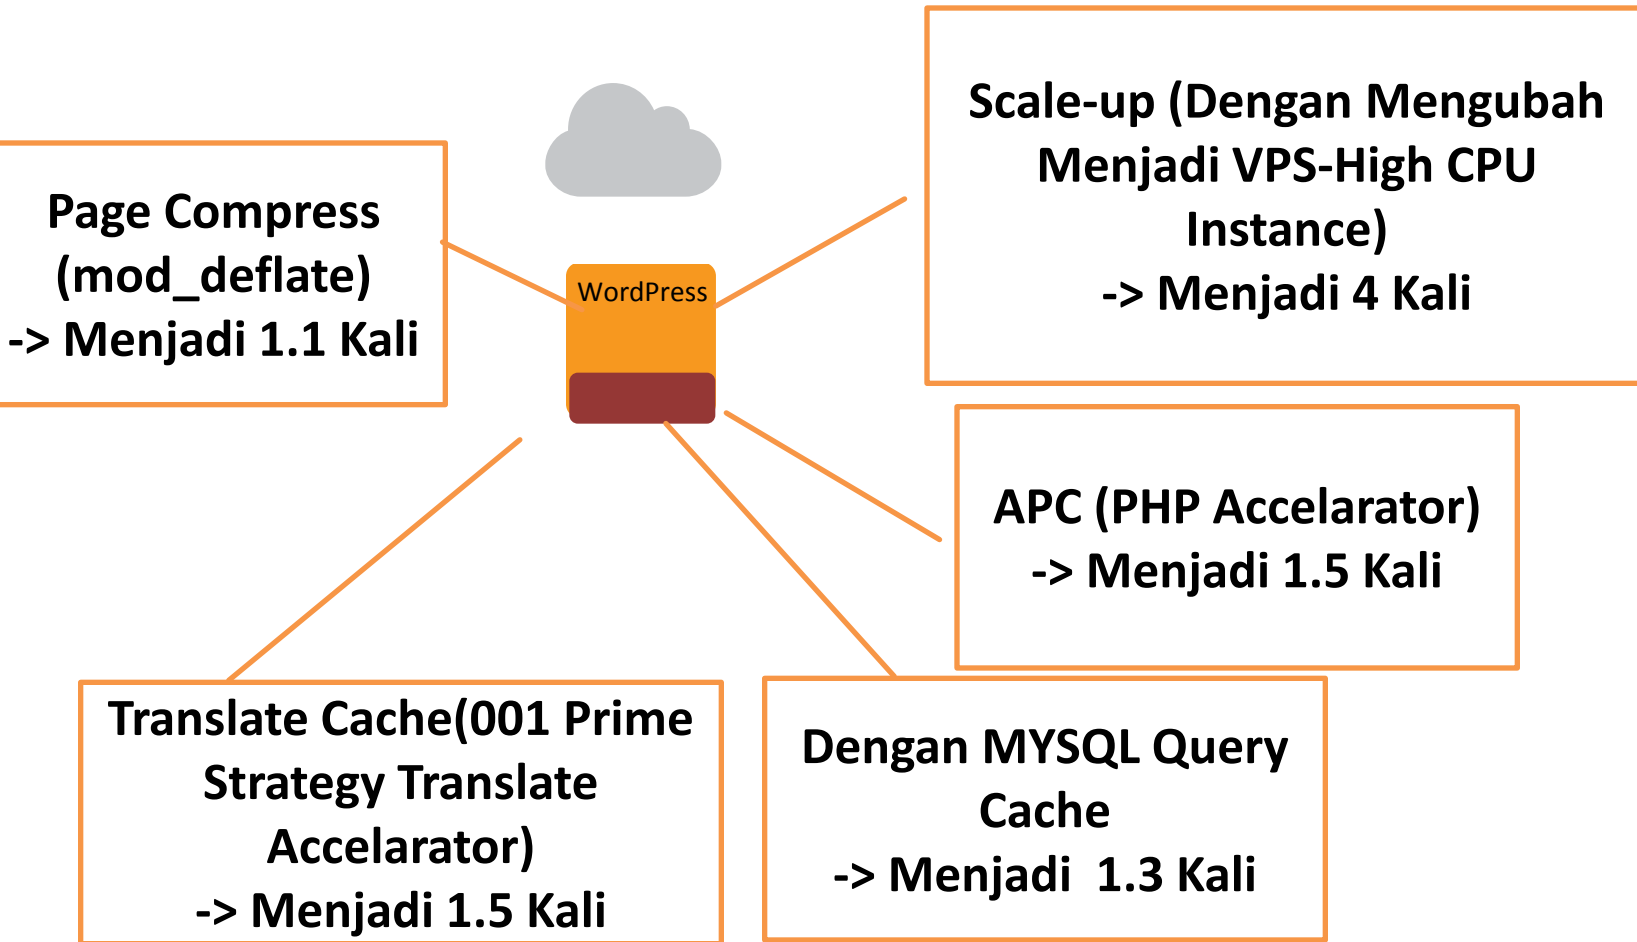 Page Compress
(mod_deflate)
-> Menjadi 1.1 Kali
WordPress
Scale-up (Dengan Mengubah
Menjadi VPS-High CPU
Instance)
-> Menjadi 4 Kali
APC (PHP Accelarator)
-> Menjadi 1.5 Kali
Translate Cache(001 Prime
Strategy Translate
Accelarator)
-> Menjadi 1.5 Kali
Dengan MYSQL Query
Cache
-> Menjadi  1.3 Kali